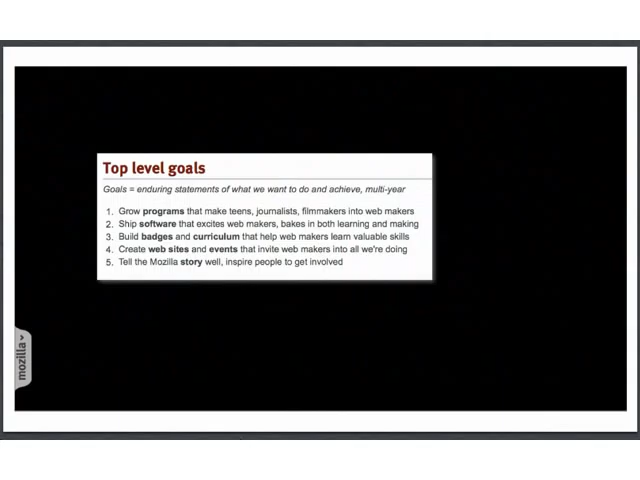 Top level goals
Goals = enduring statements of what we want to do and achieve, multi-year
1. Grow programs that make teens, journalists, filmmakers into web makers
2. Ship software that excites web makers, bakes in both learning and making
3. Build badges and curriculum that help web makers learn valuable skills
4. Create web sites and events that invite web makers into all we're doing
5. Tell the Mozilla story well, inspire people to get involved
mozilla